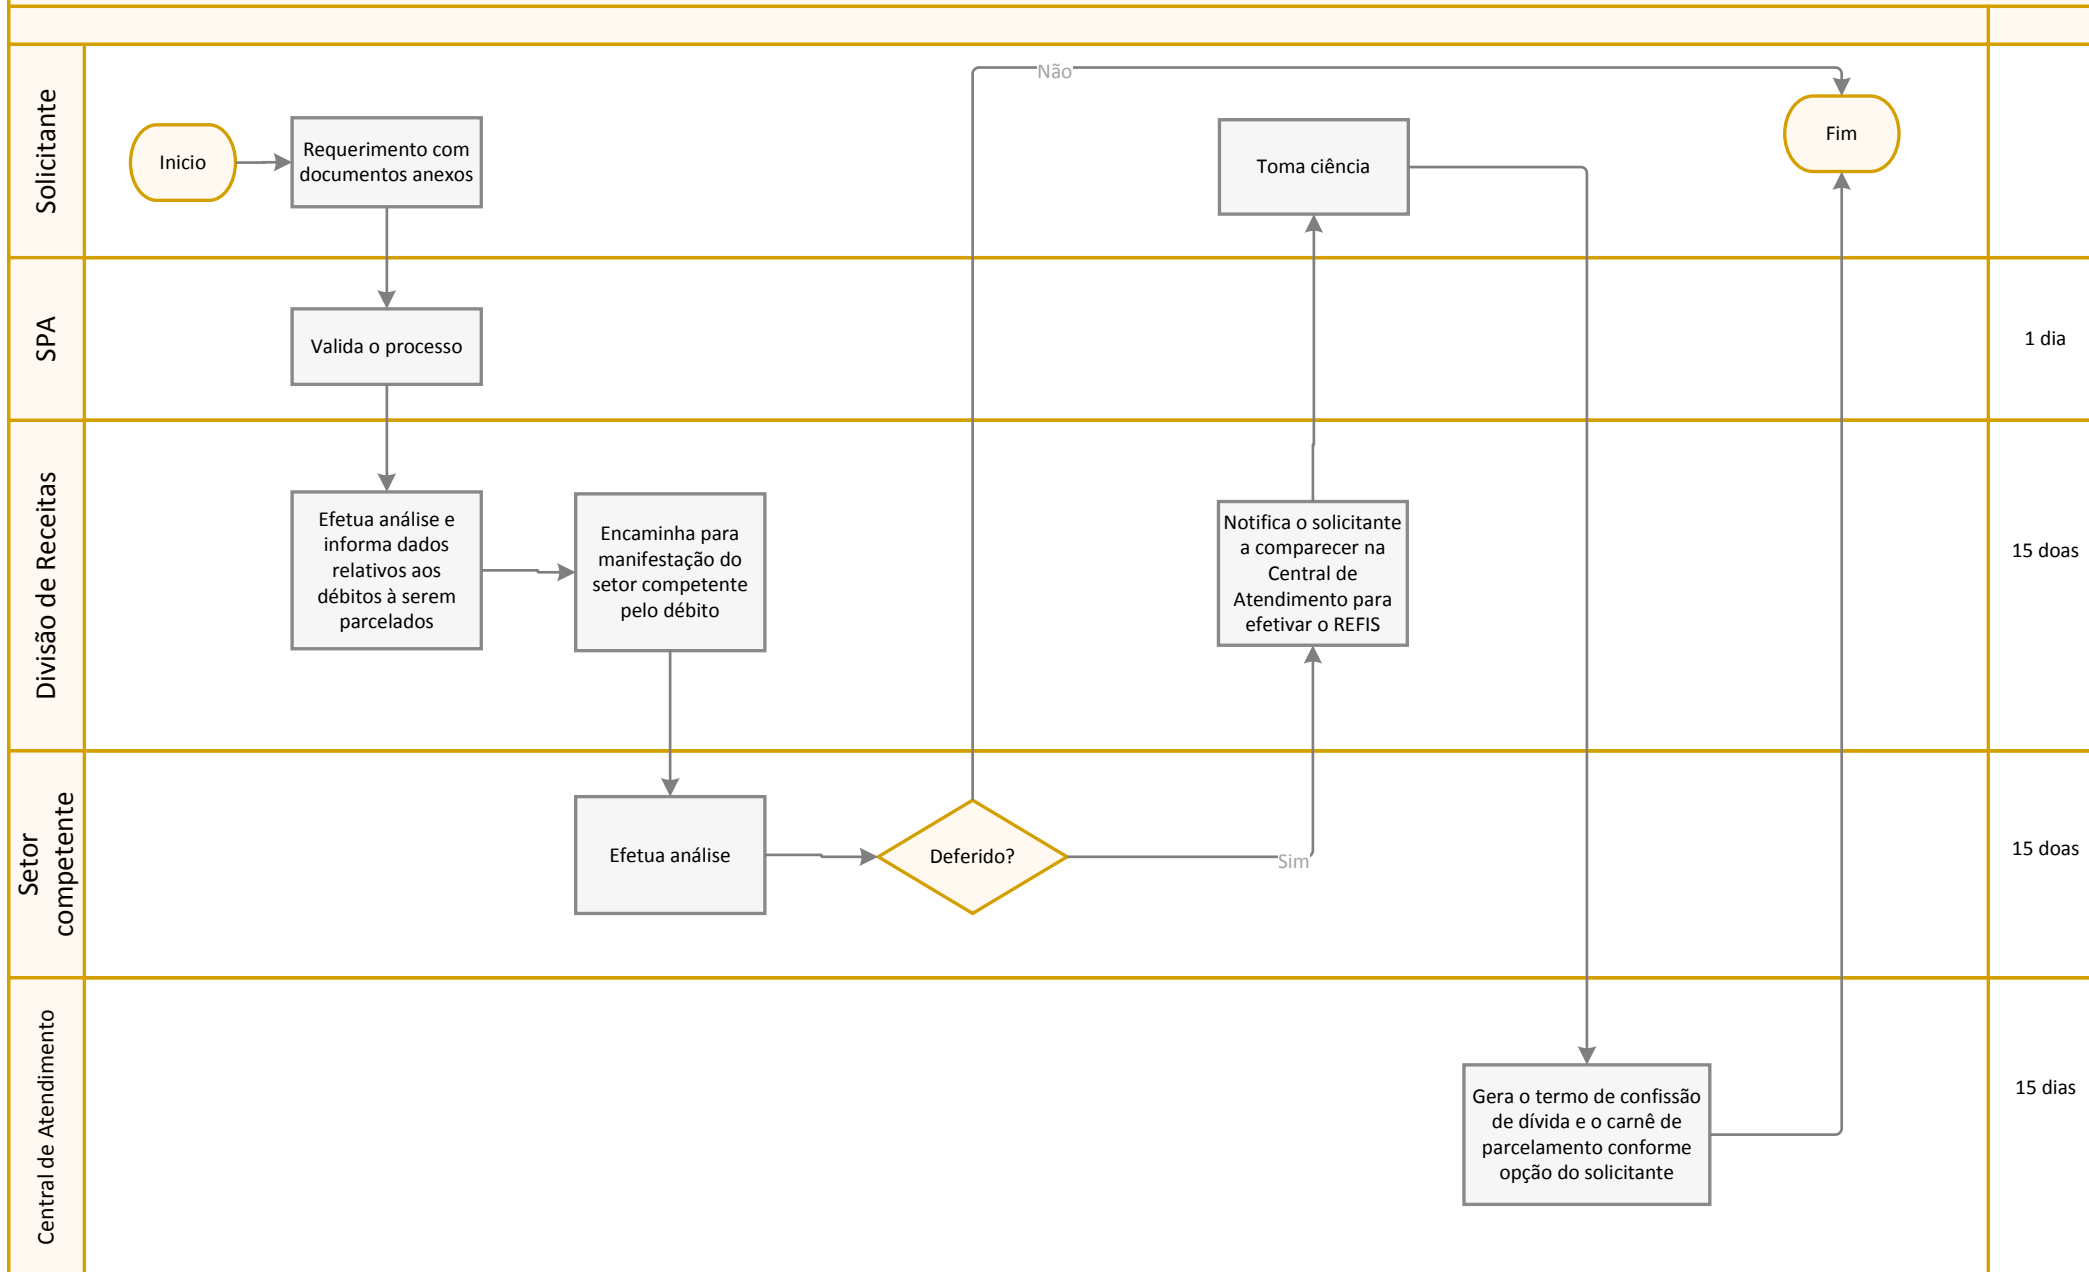 Solicitante
Inicio
Requerimento com
documentos anexos
Não
Toma ciência
Fim
SPA
Valida o processo
1 dia
Divisão de Receitas
Efetua análise e
informa dados
relativos aos
débitos à serem
parcelados
Encaminha para
manifestação do
setor competente
pelo débito
Notifica o solicitante
a comparecer na
Central de
Atendimento para
efetivar o REFIS
15 doas
Setor
competente
Efetua análise
Deferido?
Sim
15 doas
Central de Atendimento
Gera o termo de confissão
de dívida e o carnê de
parcelamento conforme
opção do solicitante
15 dias